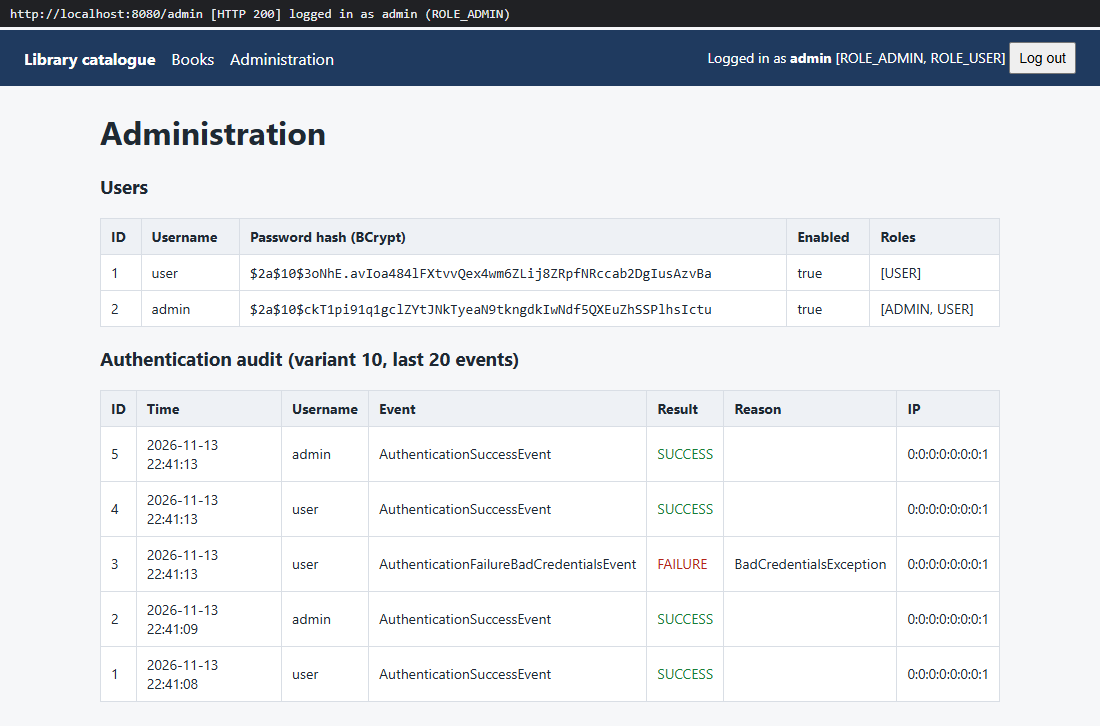 http://localhost:8080/admin [HTTP 200] logged in as admin (ROLE_ADMIN)
Library catalogue Books Administration Logged in as admin [ROLE_ADMIN, ROLE_USER] Log out
Administration
Users
ID Username Password hash (BCrypt) Enabled Roles
1 user $2a$10$3oNhE.avIoa484lFXtvvQex4wm6ZLij8ZRpfNRccab2DgIusAzvBa true [USER]
2 admin $2a$10$ckT1pi91q1gclZYtJNkTyeaN9tkngdkIwNdf5QXEuZhSSPlhsIctu true [ADMIN, USER]
Authentication audit (variant 10, last 20 events)
ID Time Username Event Result Reason IP
5 2026-11-13 22:41:13 admin AuthenticationSuccessEvent SUCCESS 0:0:0:0:0:0:0:1
4 2026-11-13 22:41:13 user AuthenticationSuccessEvent SUCCESS 0:0:0:0:0:0:0:1
3 2026-11-13 22:41:13 user AuthenticationFailureBadCredentialsEvent FAILURE BadCredentialsException 0:0:0:0:0:0:0:1
2 2026-11-13 22:41:09 admin AuthenticationSuccessEvent SUCCESS 0:0:0:0:0:0:0:1
1 2026-11-13 22:41:08 user AuthenticationSuccessEvent SUCCESS 0:0:0:0:0:0:0:1